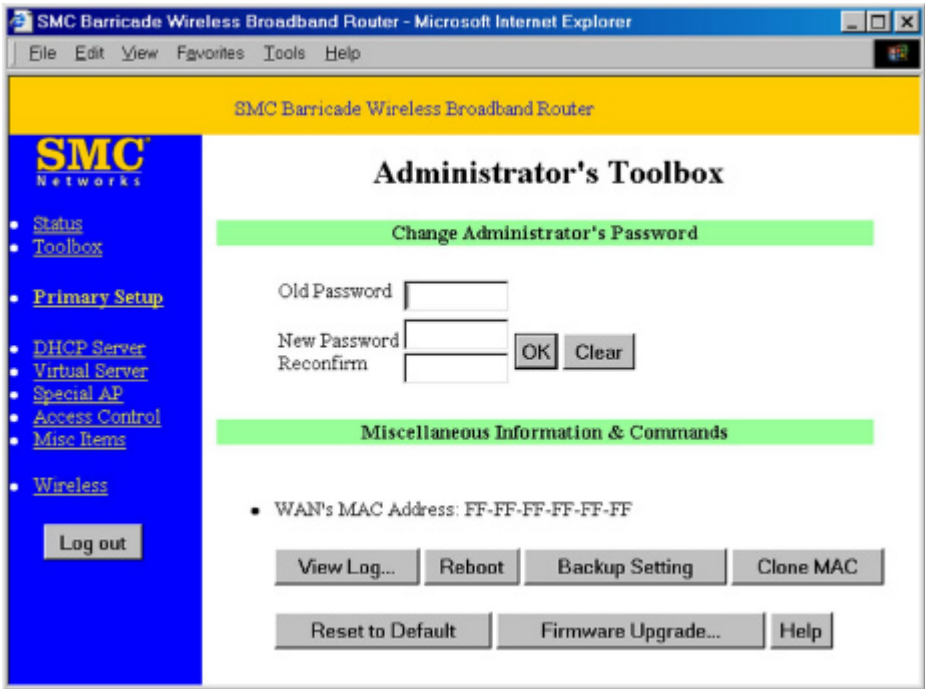 SMC Barricade Wireless Broadband Router - Microsoft Internet Explorer
File Edit View Favorites Tools Help
SMC Barricade Wireless Broadband Router
SMC
Networks
Status
Toolbox
Primary Setup
DHCP Server
Virtual Server
Special AP
Access Control
Misc Items
Wireless
Log out
Administrator's Toolbox
Change Administrator's Password
Old Password
New Password
Reconfirm
OK Clear
Miscellaneous Information & Commands
WAN's MAC Address: FF-FF-FF-FF-FF-FF
View Log... Reboot Backup Setting Clone MAC
Reset to Default Firmware Upgrade... Help